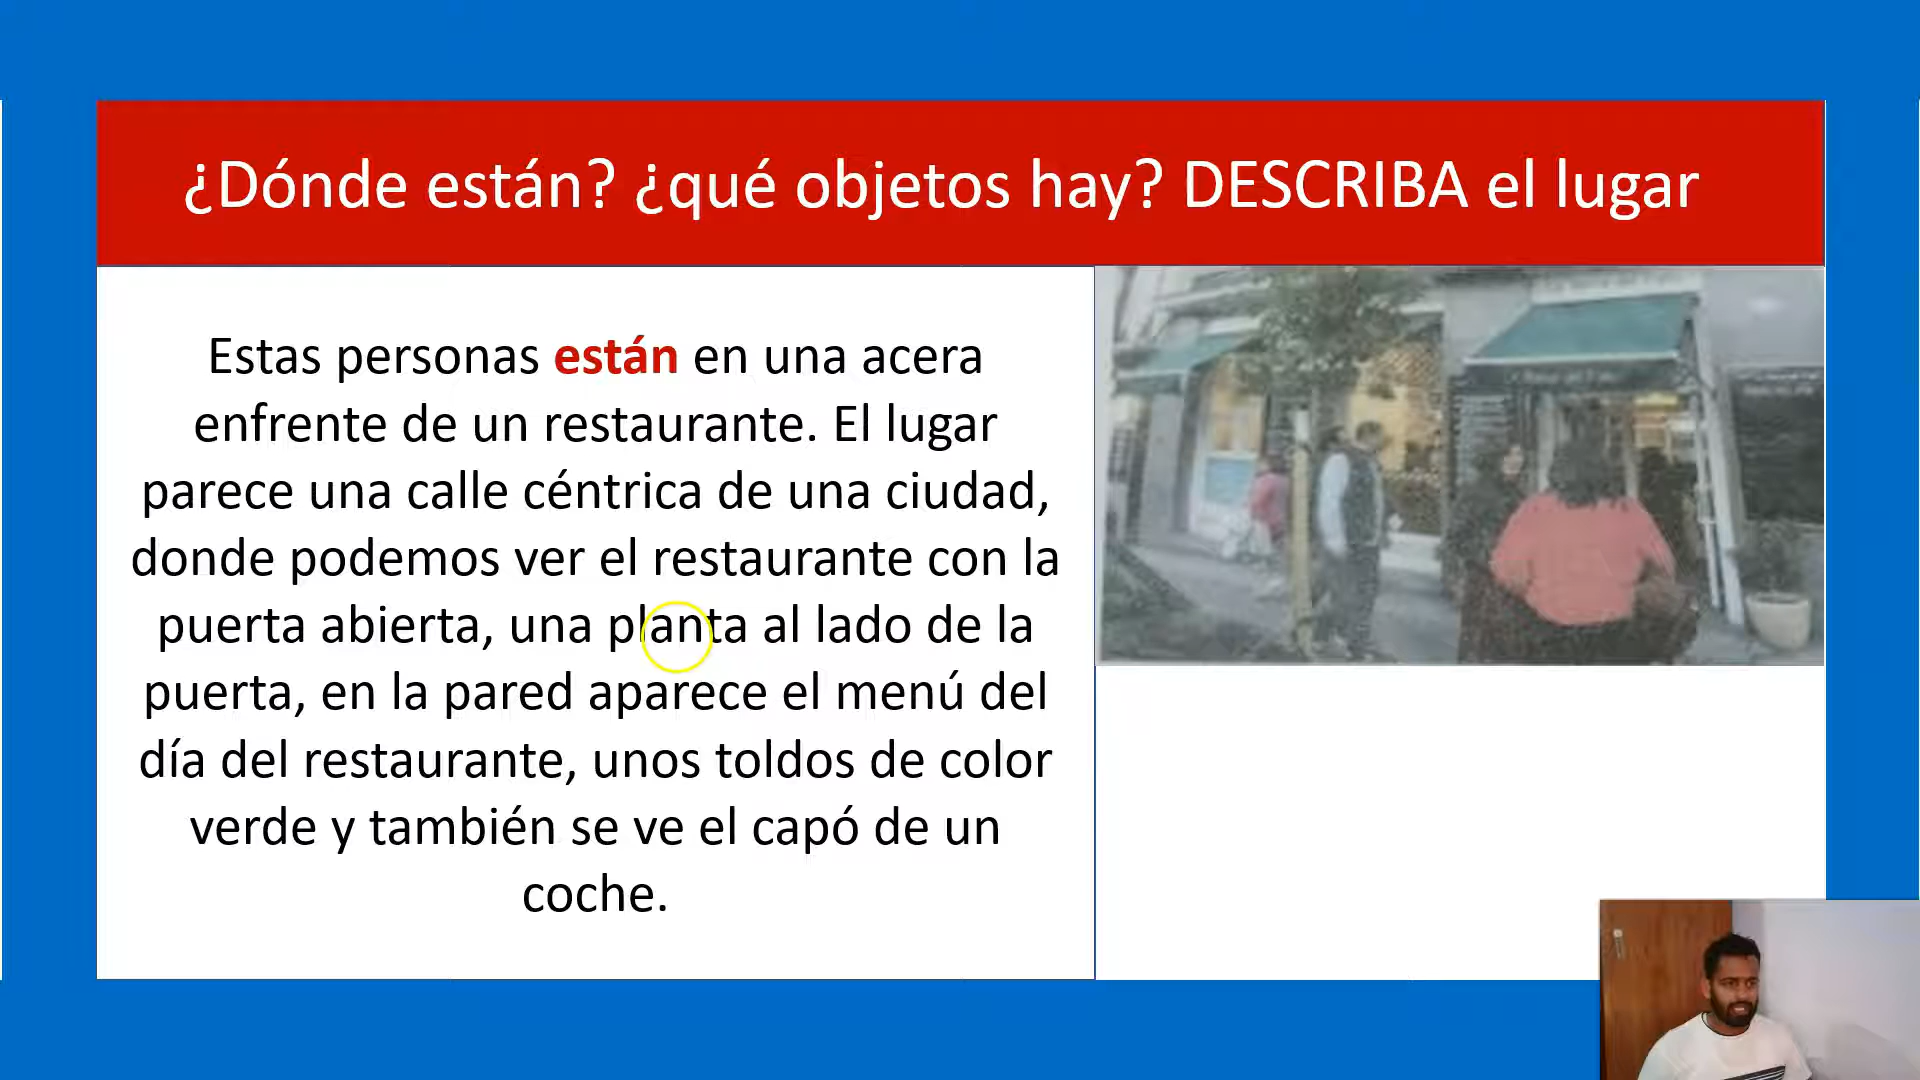 ¿Dónde están? ¿qué objetos hay? DESCRIBA el lugar
Estas personas están en una acera
enfrente de un restaurante. El lugar
parece una calle céntrica de una ciudad,
donde podemos ver el restaurante con la
puerta abierta, una planta al lado de la
puerta, en la pared aparece el menú del
día del restaurante, unos toldos de color
verde y también se ve el capó de un
coche.